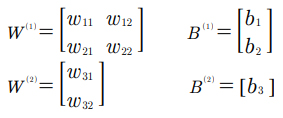 W⁽¹⁾ = [w₁₁ w₁₂   B⁽¹⁾ = [b₁
w₂₁ w₂₂]   b₂]
W⁽²⁾ = [w₃₁   B⁽²⁾ = [b₃]
w₃₂]